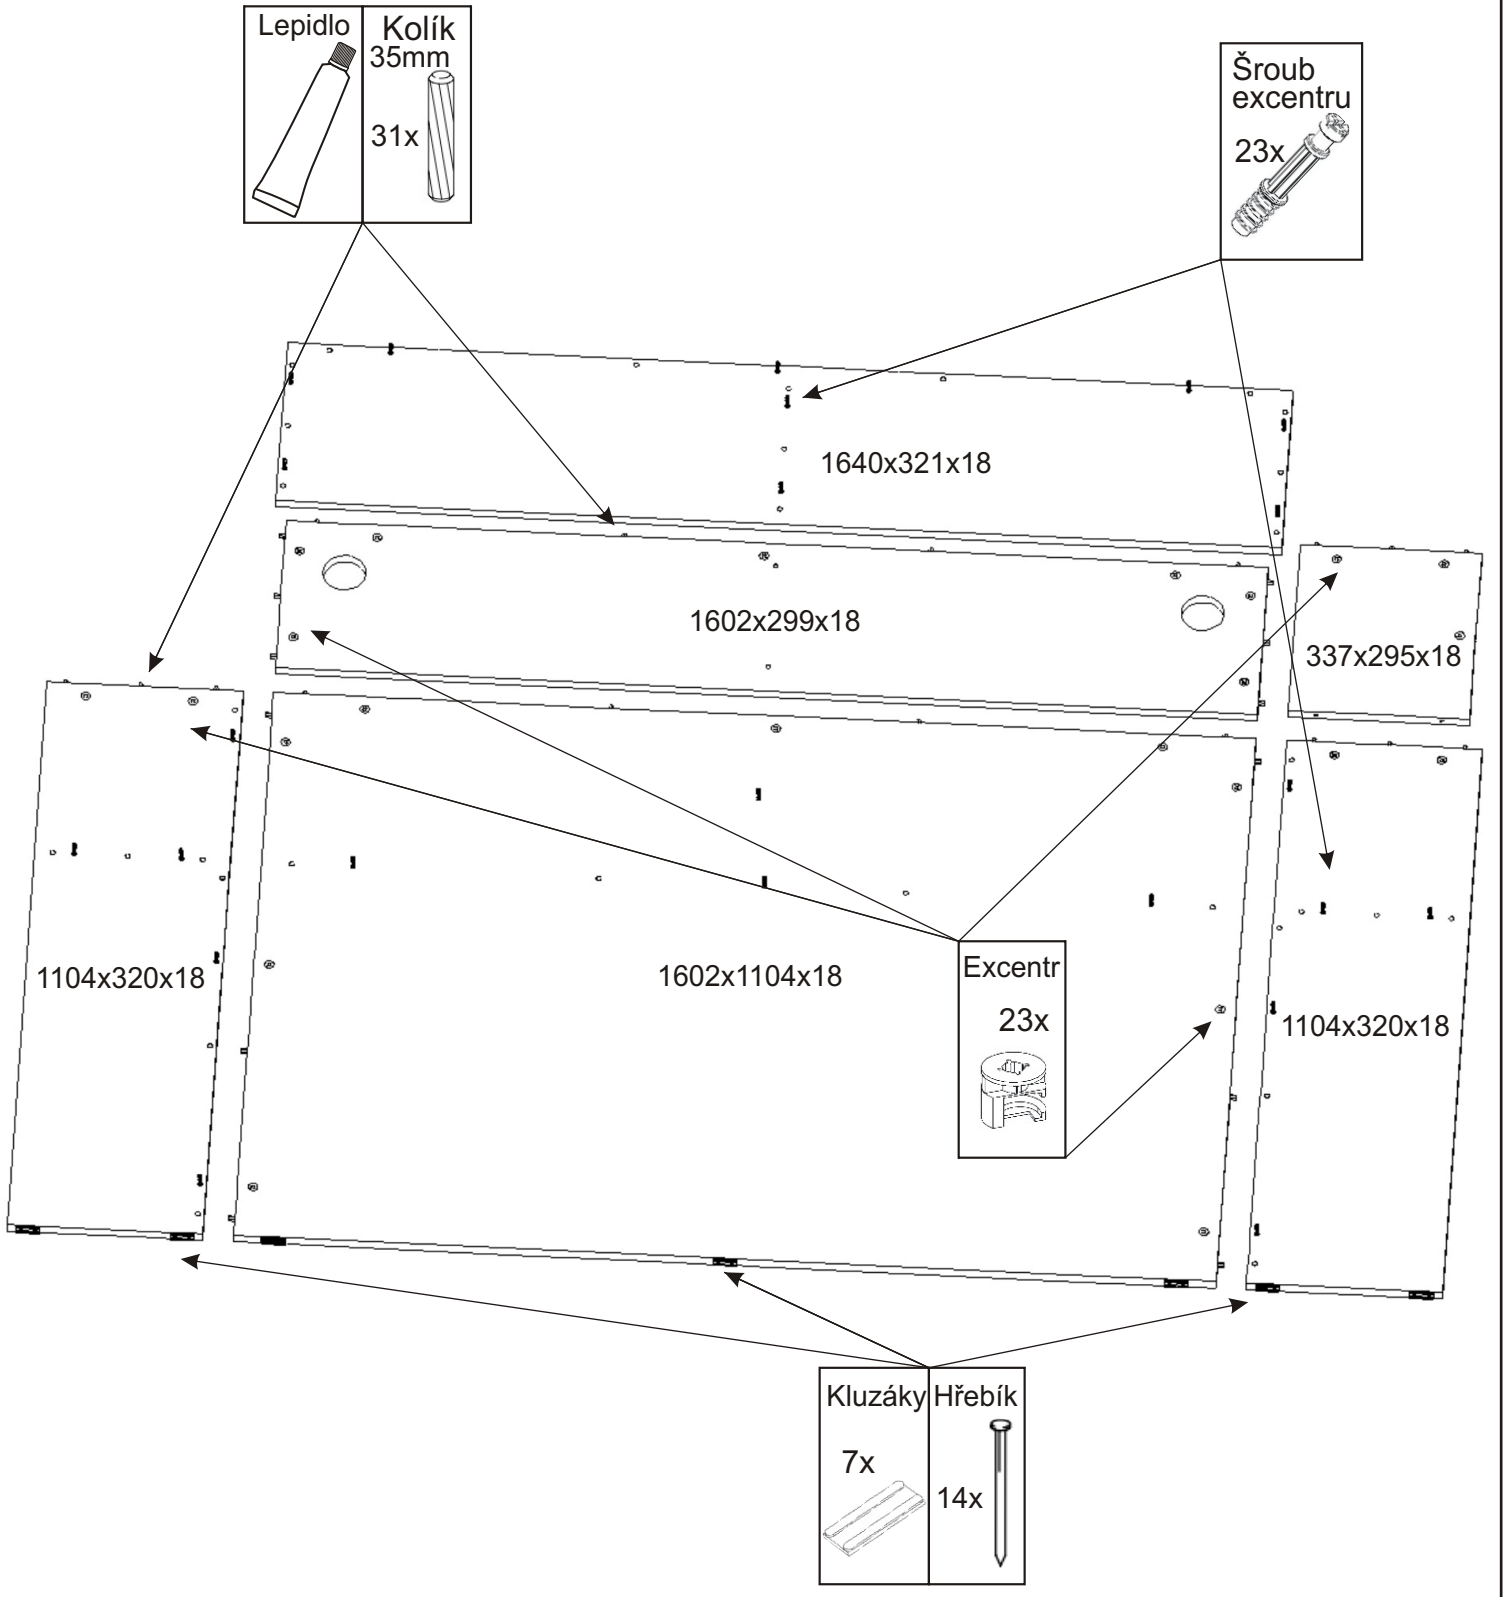 Lepidlo
Kolík
35mm
31x
Šroub
excentru
23x
1640x321x18
1602x299x18
337x295x18
1104x320x18
1602x1104x18
Excentr
23x
1104x320x18
Kluzáky
7x
Hřebík
14x